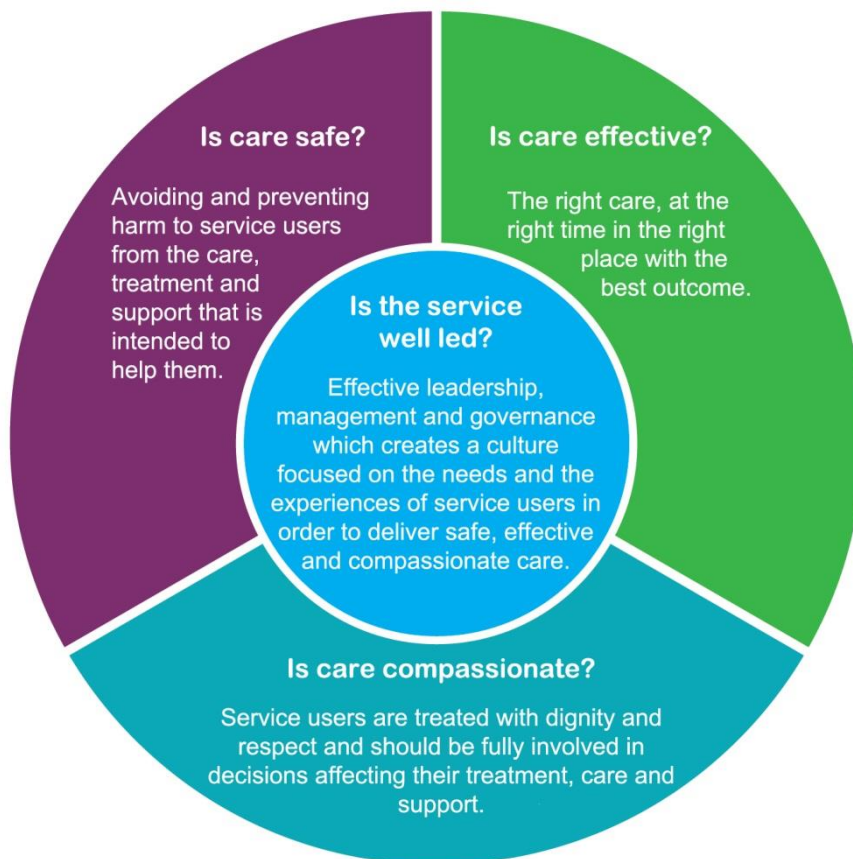 Is care safe?
Avoiding and preventing
harm to service users
from the care,
treatment and
support that is
intended to
help them.
Is care effective?
The right care, at the
right time in the right
place with the
best outcome.
Is the service
well led?
Effective leadership,
management and governance
which creates a culture
focused on the needs and the
experiences of service users in
order to deliver safe, effective
and compassionate care.
Is care compassionate?
Service users are treated with dignity and
respect and should be fully involved in
decisions affecting their treatment, care and
support.